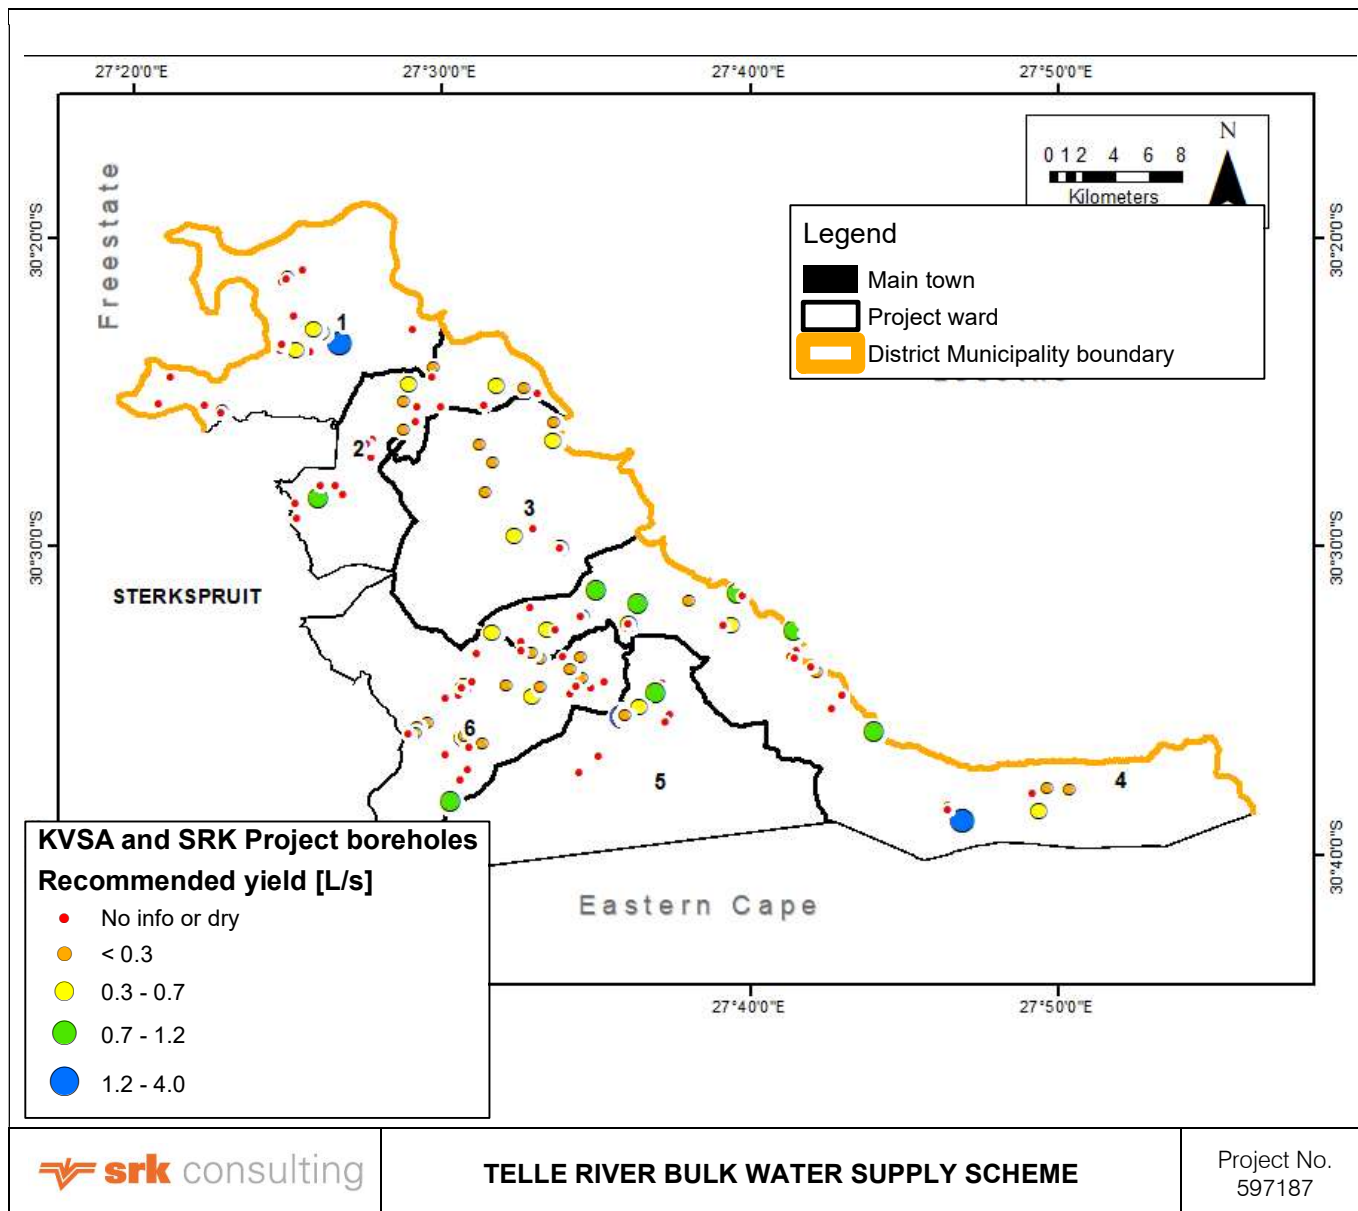 27°20'0"E 27°30'0"E 27°40'0"E 27°50'0"E
N
0 1 2 4 6 8
Kilometers
Freestate
30°20'0"S
30°20'0"S
Legend
Main town
Project ward
District Municipality boundary
1
2
3
30°30'0"S
30°30'0"S
STERKSPRUIT
6
5
4
30°40'0"S
Eastern Cape
KVSA and SRK Project boreholes
Recommended yield [L/s]
No info or dry
< 0.3
0.3 - 0.7
0.7 - 1.2
1.2 - 4.0
27°40'0"E 27°50'0"E
srk consulting
TELLE RIVER BULK WATER SUPPLY SCHEME
Project No.
597187